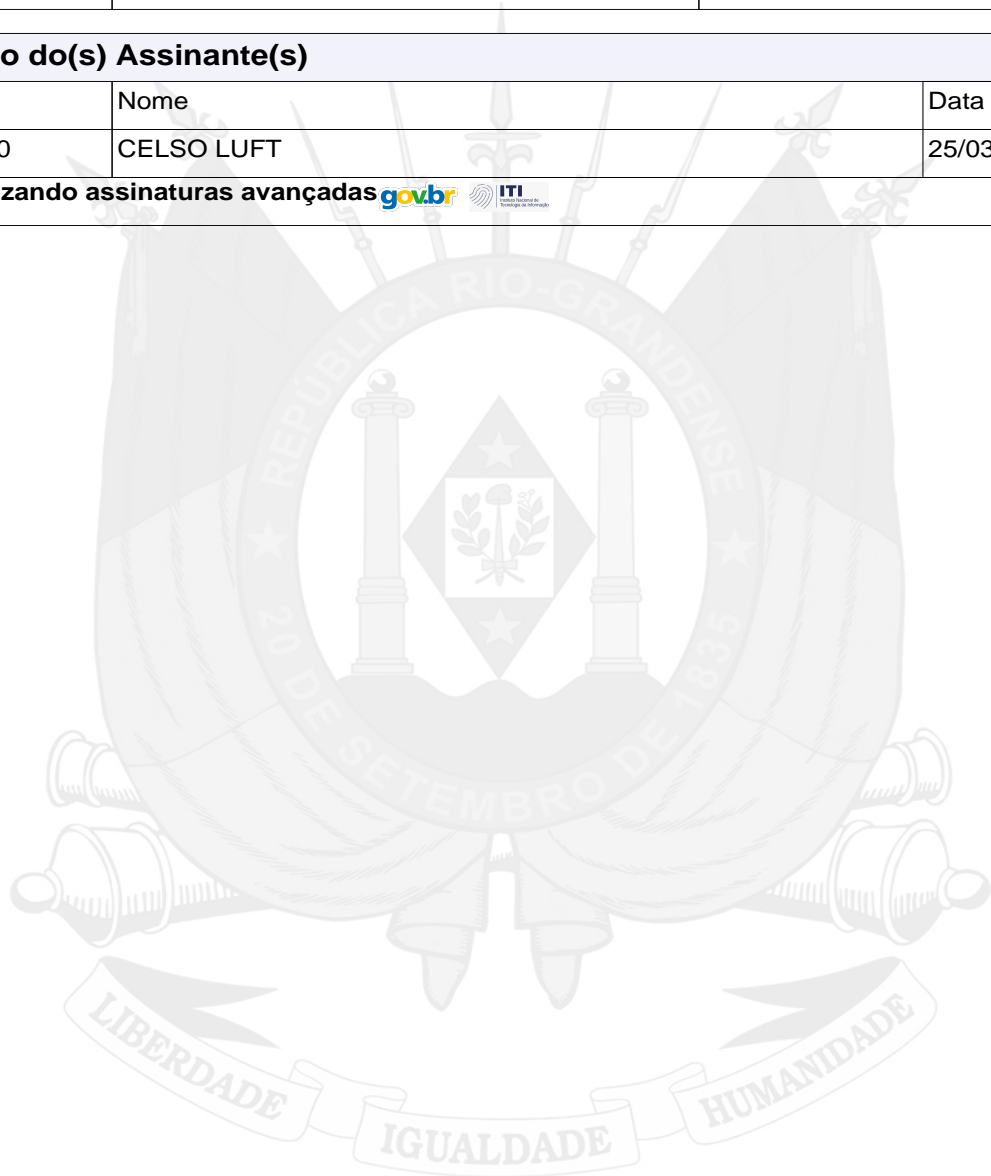 o do(s) Assinante(s)
Nome Data
0 CELSO LUFT 25/03
zando assinaturas avançadas gov.br ITI
REPÚBLICA RIO-GRANDENSE
20 DE SETEMBRO DE 1835
LIBERDADE IGUALDADE HUMANIDADE